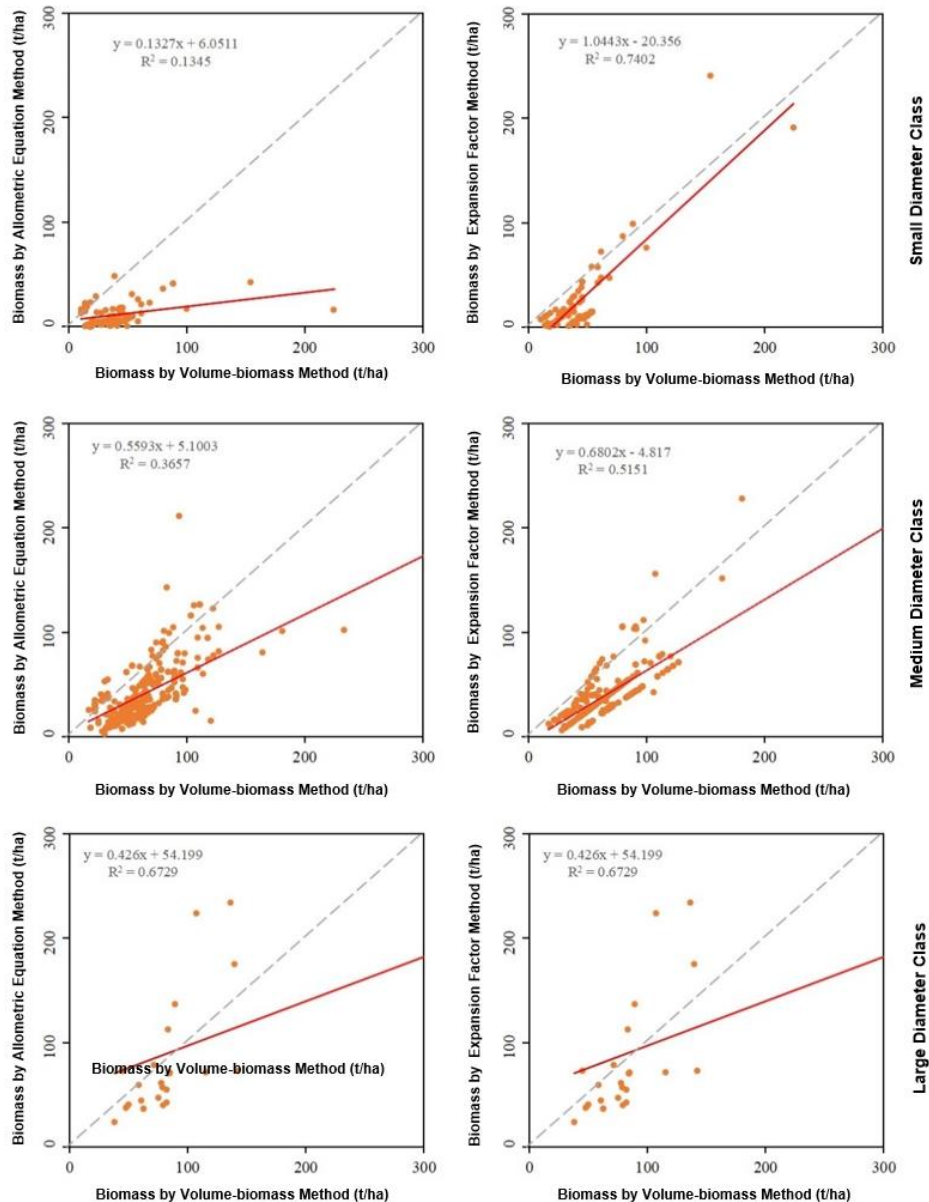 300
200
100
0
Biomass by Allometric Equation Method (t/ha)
y = 0.1327x + 6.0511
R² = 0.1345
0 100 200 300
Biomass by Volume-biomass Method (t/ha)
300
200
100
0
Biomass by Expansion Factor Method (t/ha)
y = 1.0443x - 20.356
R² = 0.7402
0 100 200 300
Biomass by Volume-biomass Method (t/ha)
Small Diameter Class
300
200
100
0
Biomass by Allometric Equation Method (t/ha)
y = 0.5593x + 5.1003
R² = 0.3657
0 100 200 300
Biomass by Volume-biomass Method (t/ha)
300
200
100
0
Biomass by Expansion Factor Method (t/ha)
y = 0.6802x - 4.817
R² = 0.5151
0 100 200 300
Biomass by Volume-biomass Method (t/ha)
Medium Diameter Class
300
200
100
0
Biomass by Allometric Equation Method (t/ha)
y = 0.426x + 54.199
R² = 0.6729
Biomass by Volume-biomass Method (t/ha)
0 100 200 300
Biomass by Volume-biomass Method (t/ha)
300
200
100
0
Biomass by Expansion Factor Method (t/ha)
y = 0.426x + 54.199
R² = 0.6729
0 100 200 300
Biomass by Volume-biomass Method (t/ha)
Large Diameter Class